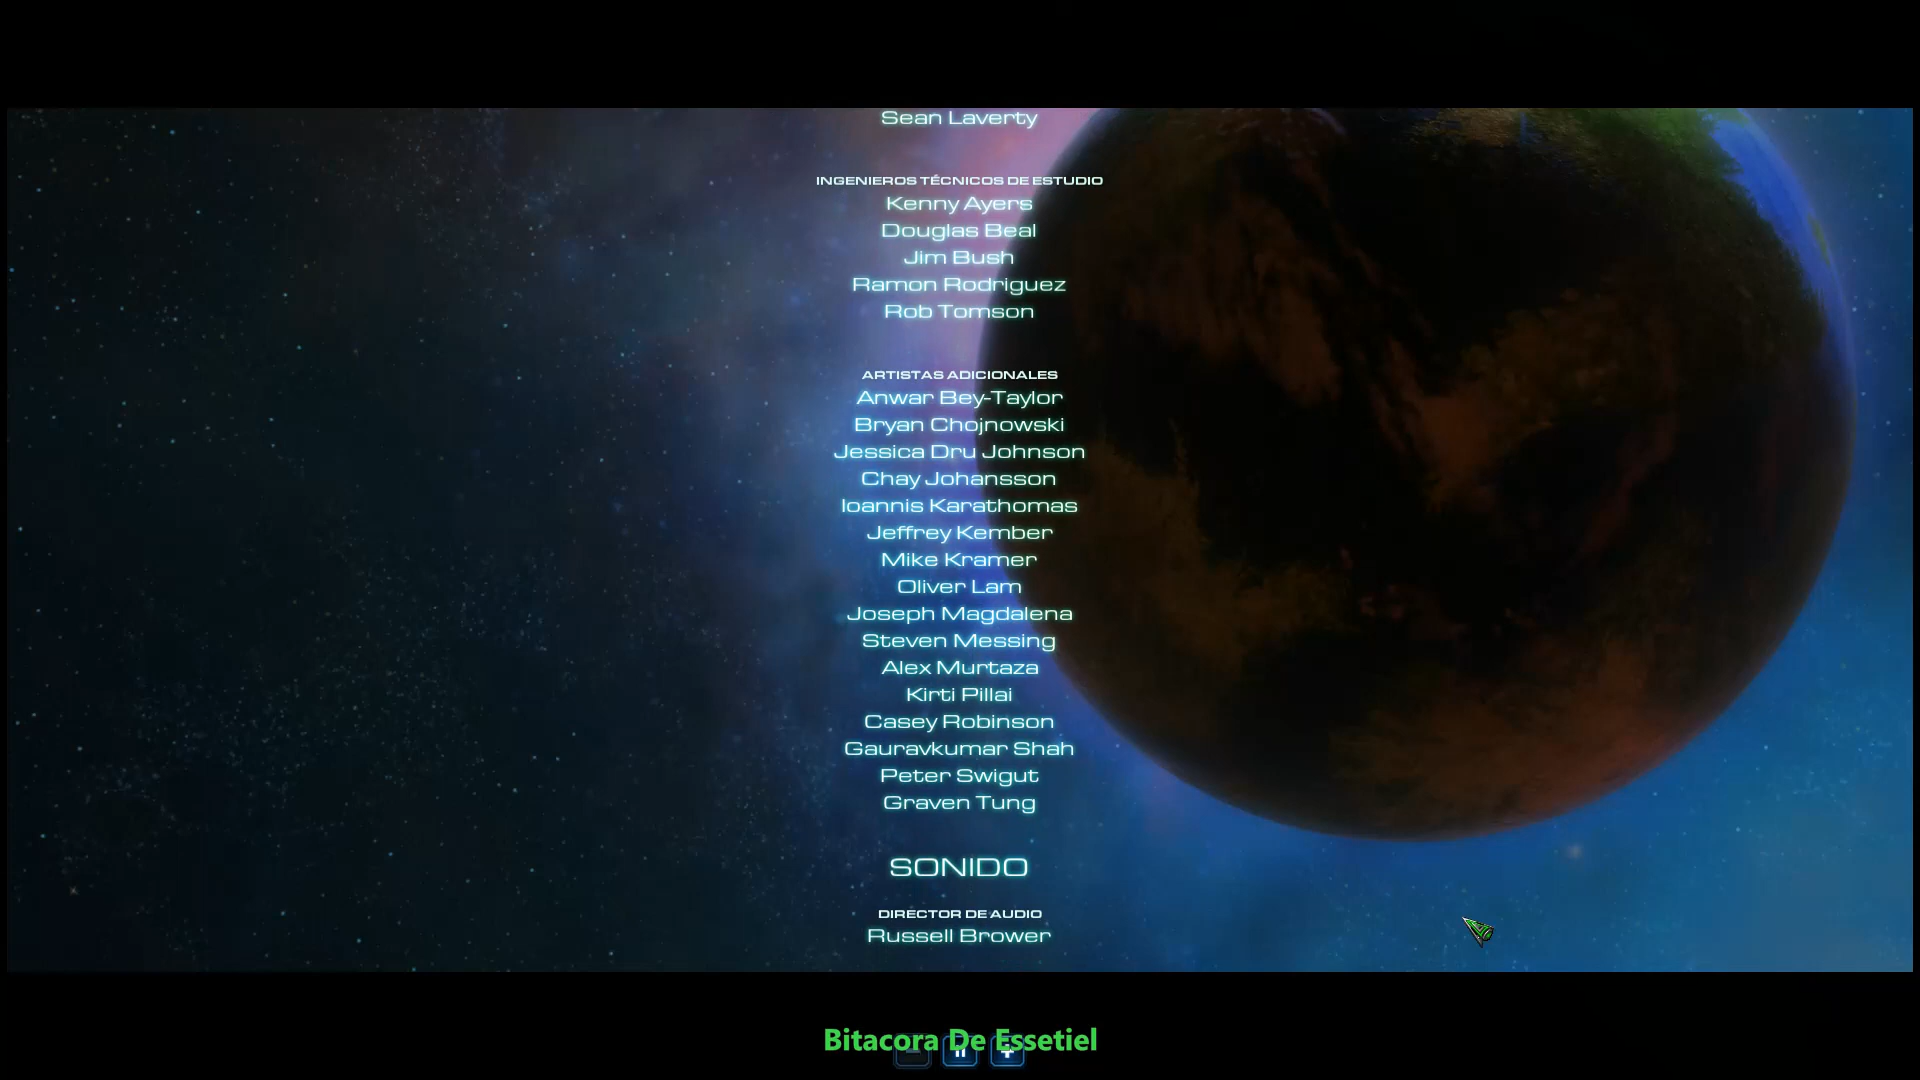 Sean Laverty
INGENIEROS TÉCNICOS DE ESTUDIO
Kenny Ayers
Douglas Beal
Jim Bush
Ramon Rodriguez
Rob Tomson
ARTISTAS ADICIONALES
Anwar Bey-Taylor
Bryan Chojnowski
Jessica Dru Johnson
Chay Johansson
Ioannis Karathomas
Jeffrey Kember
Mike Kramer
Oliver Lam
Joseph Magdalena
Steven Messing
Alex Murtaza
Kirti Pillai
Casey Robinson
Gauravkumar Shah
Peter Swigut
Graven Tung
SONIDO
DIRECTOR DE AUDIO
Russell Brower
Bitacora De Essetiel